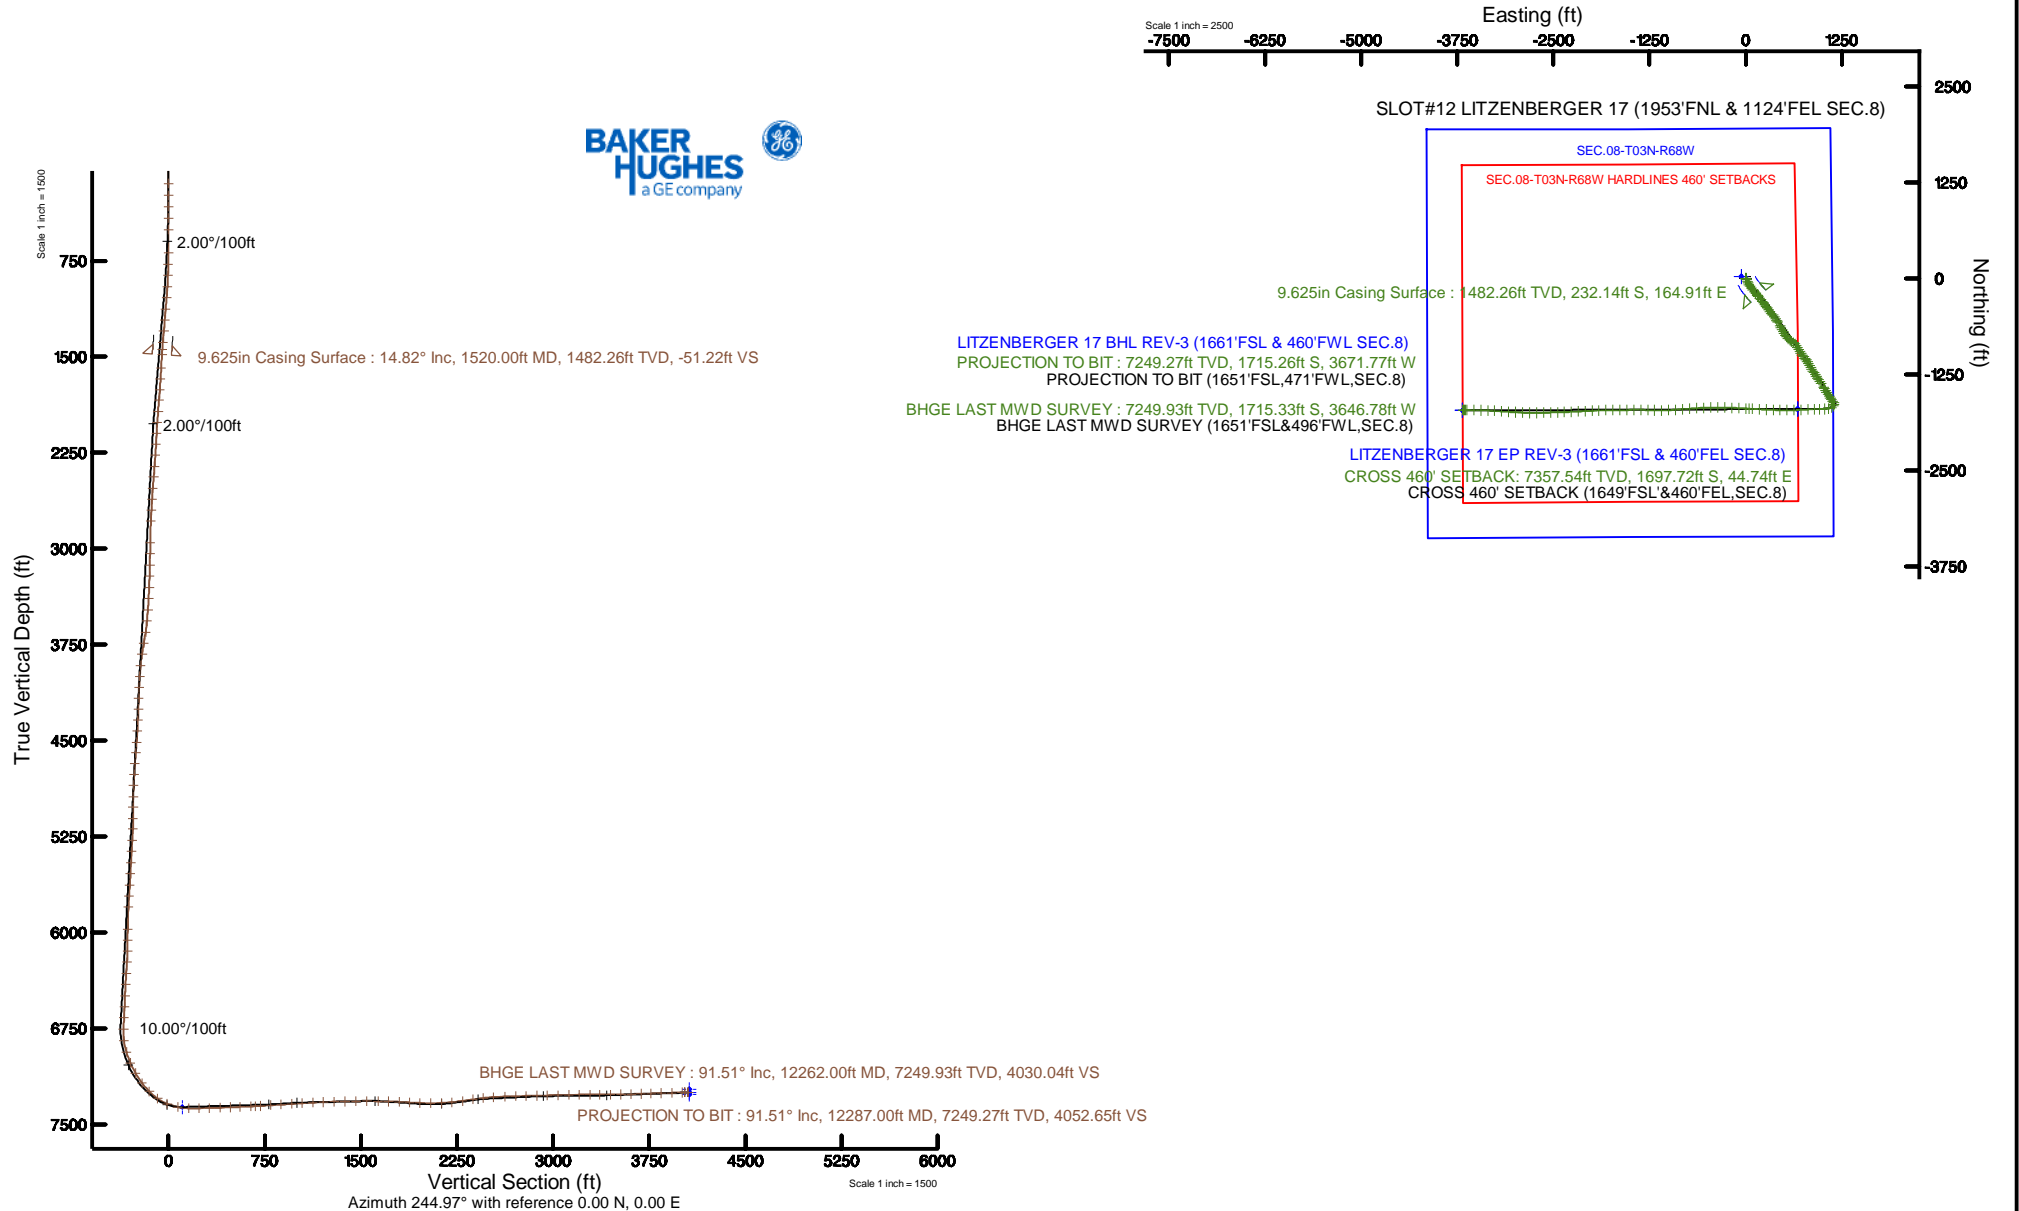 Easting (ft)
Scale 1 inch = 2500
-7500 -6250 -5000 -3750 -2500 -1250 0 1250
2500
1250
0
-1250
-2500
-3750
Northing (ft)
SLOT#12 LITZENBERGER 17 (1953'FNL & 1124'FEL SEC.8)
SEC.08-T03N-R68W
SEC.08-T03N-R68W HARDLINES 460' SETBACKS
9.625in Casing Surface : 1482.26ft TVD, 232.14ft S, 164.91ft E
LITZENBERGER 17 BHL REV-3 (1661'FSL & 460'FWL SEC.8)
PROJECTION TO BIT : 7249.27ft TVD, 1715.26ft S, 3671.77ft W
PROJECTION TO BIT (1651'FSL,471'FWL,SEC.8)
BHGE LAST MWD SURVEY : 7249.93ft TVD, 1715.33ft S, 3646.78ft W
BHGE LAST MWD SURVEY (1651'FSL&496'FWL,SEC.8)
LITZENBERGER 17 EP REV-3 (1661'FSL & 460'FEL SEC.8)
CROSS 460' SETBACK: 7357.54ft TVD, 1697.72ft S, 44.74ft E
CROSS 460' SETBACK (1649'FSL'&460'FEL,SEC.8)
BAKER
HUGHES
a GE company
Scale 1 inch = 1500
True Vertical Depth (ft)
750
1500
2250
3000
3750
4500
5250
6000
6750
7500
2.00°/100ft
9.625in Casing Surface : 14.82° Inc, 1520.00ft MD, 1482.26ft TVD, -51.22ft VS
2.00°/100ft
10.00°/100ft
BHGE LAST MWD SURVEY : 91.51° Inc, 12262.00ft MD, 7249.93ft TVD, 4030.04ft VS
PROJECTION TO BIT : 91.51° Inc, 12287.00ft MD, 7249.27ft TVD, 4052.65ft VS
0 750 1500 2250 3000 3750 4500 5250 6000
Vertical Section (ft)
Scale 1 inch = 1500
Azimuth 244.97° with reference 0.00 N, 0.00 E